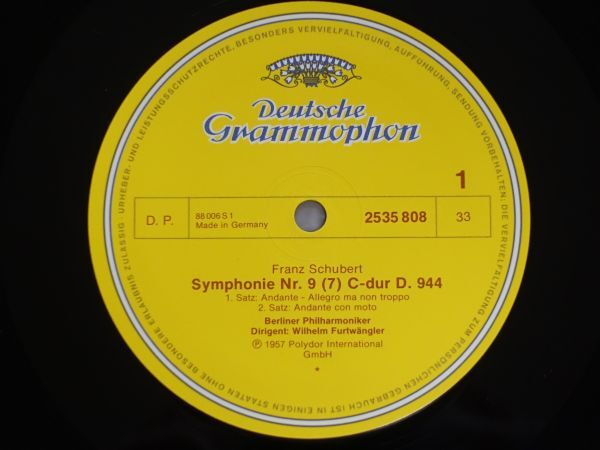 URHEBER- UND LEISTUNGSSCHUTZRECHTE, BESONDERS VERVIELFÄLTIGUNG, AUFFÜHRUNG, SENDUNG VORBEHALTEN; DIE VERVIELFÄLTIGUNG ZUM PERSÖNLICHEN GEBRAUCH IST IN EINIGEN STAATEN OHNE BESONDERE ERLAUBNIS ZULÄSSIG ·
Deutsche
Grammophon
1
D. P.
88 006 S 1
Made in Germany
2535 808
33
Franz Schubert
Symphonie Nr. 9 (7) C-dur D. 944
1. Satz: Andante - Allegro ma non troppo
2. Satz: Andante con moto
Berliner Philharmoniker
Dirigent: Wilhelm Furtwängler
Ⓟ 1957 Polydor International
GmbH
*